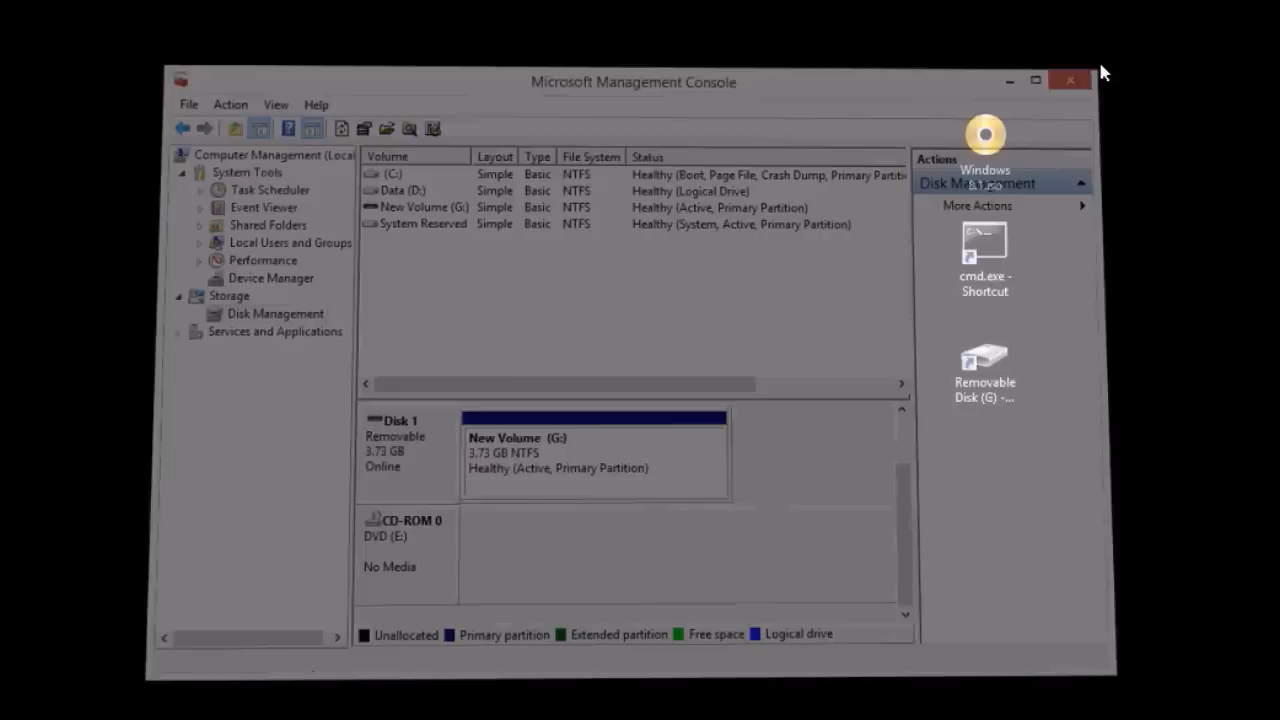 Microsoft Management Console
File Action View Help
Computer Management (Local
System Tools
Task Scheduler
Event Viewer
Shared Folders
Local Users and Groups
Performance
Device Manager
Storage
Disk Management
Services and Applications
Volume Layout Type File System Status
(C:) Simple Basic NTFS Healthy (Boot, Page File, Crash Dump, Primary Partitio
Data (D:) Simple Basic NTFS Healthy (Logical Drive)
New Volume (G:) Simple Basic NTFS Healthy (Active, Primary Partition)
System Reserved Simple Basic NTFS Healthy (System, Active, Primary Partition)
Disk 1
Removable
3.73 GB
Online
New Volume (G:)
3.73 GB NTFS
Healthy (Active, Primary Partition)
CD-ROM 0
DVD (E:)
No Media
Unallocated Primary partition Extended partition Free space Logical drive
Actions
Disk Management
More Actions
Windows
cmd.exe -
Shortcut
Removable
Disk (G) -...